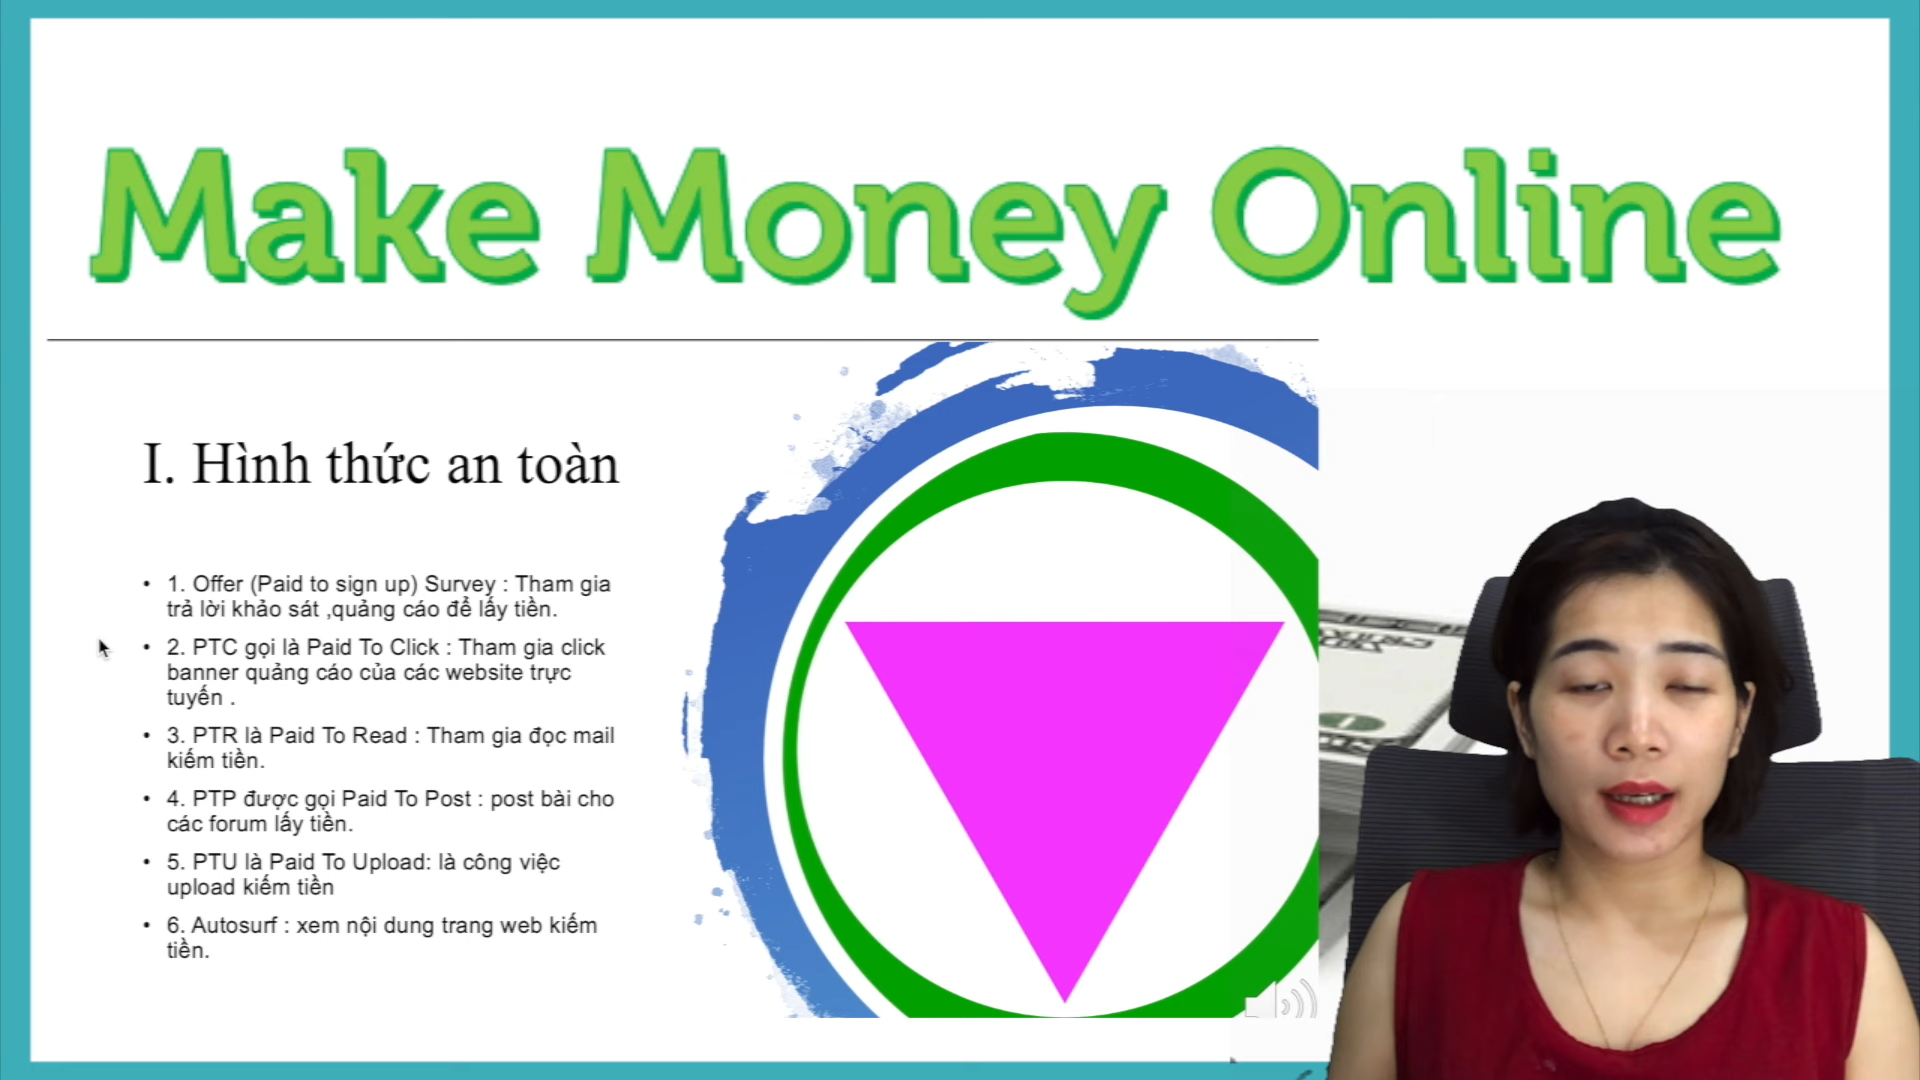 Make Money Online
I. Hình thức an toàn
• 1. Offer (Paid to sign up) Survey : Tham gia
trả lời khảo sát ,quảng cáo để lấy tiền.
• 2. PTC gọi là Paid To Click : Tham gia click
banner quảng cáo của các website trực
tuyến .
• 3. PTR là Paid To Read : Tham gia đọc mail
kiếm tiền.
• 4. PTP được gọi Paid To Post : post bài cho
các forum lấy tiền.
• 5. PTU là Paid To Upload: là công việc
upload kiếm tiền
• 6. Autosurf : xem nội dung trang web kiếm
tiền.